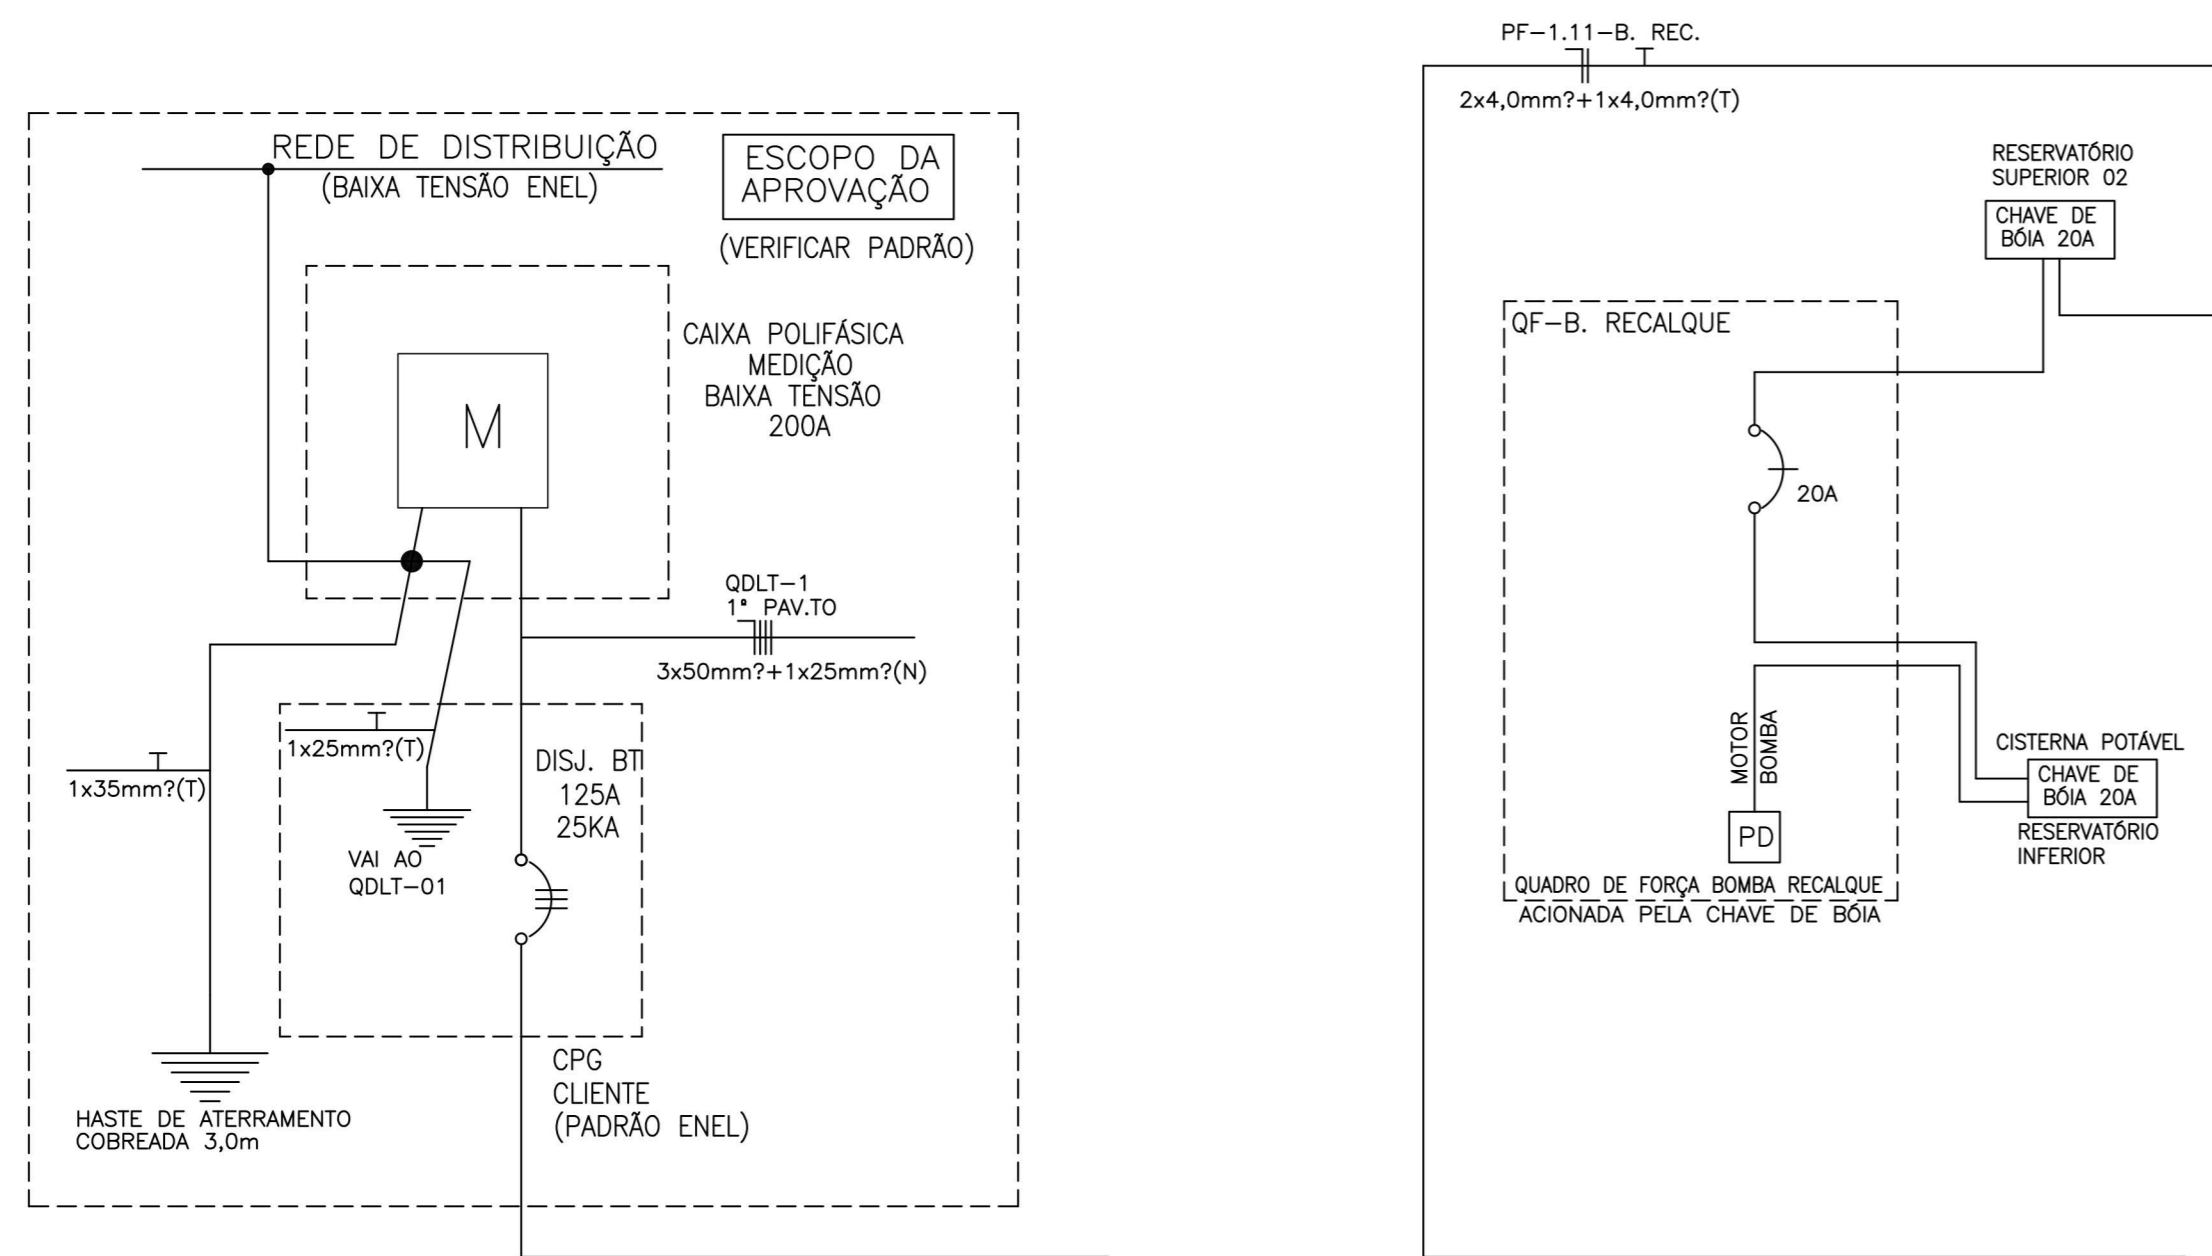 REDE DE DISTRIBUIÇÃO
(BAIXA TENSÃO ENEL)
ESCOPO DA
APROVAÇÃO
(VERIFICAR PADRÃO)
M
CAIXA POLIFÁSICA
MEDIÇÃO
BAIXA TENSÃO
200A
QDLT-1
1ª PAV.TO
3x50mm?+1x25mm?(N)
1x25mm?(T)
1x35mm?(T)
DISJ. BT
125A
25KA
VAI AO
QDLT-01
CPG
CLIENTE
(PADRÃO ENEL)
HASTE DE ATERRAMENTO
COBREADA 3,0m
PF-1.11-B. REC.
2x4,0mm?+1x4,0mm?(T)
RESERVATÓRIO
SUPERIOR 02
CHAVE DE
BÓIA 20A
QF-B. RECALQUE
20A
MOTOR
BOMBA
PD
CISTERNA POTÁVEL
CHAVE DE
BÓIA 20A
RESERVATÓRIO
INFERIOR
QUADRO DE FORÇA BOMBA RECALQUE
ACIONADA PELA CHAVE DE BÓIA